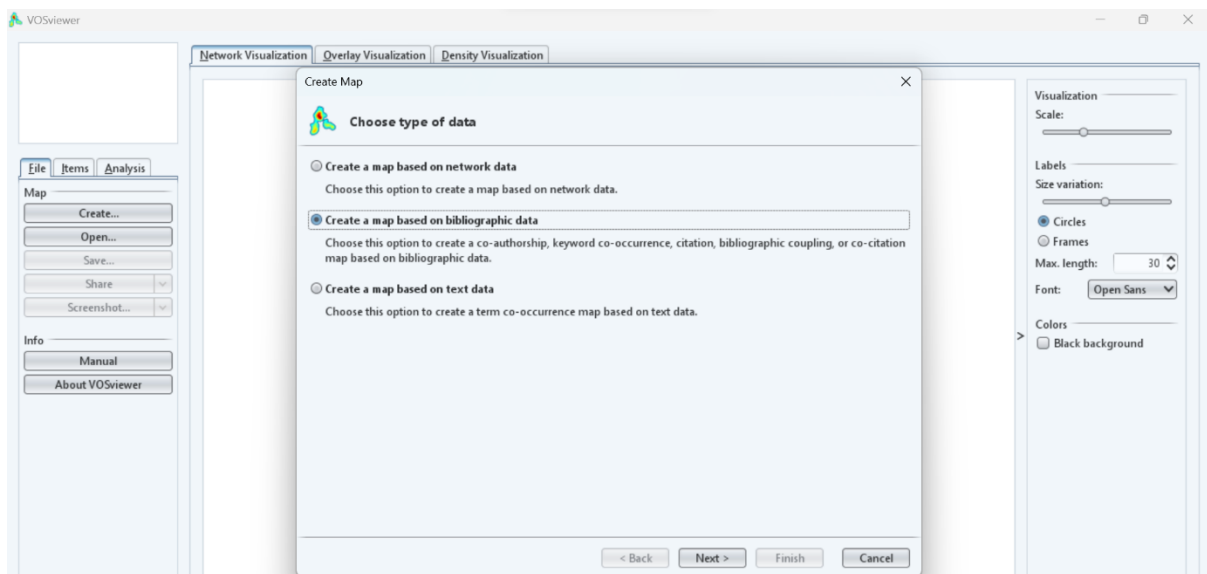 VOSviewer
Network Visualization Overlay Visualization Density Visualization
File Items Analysis
Map
Create...
Open...
Save...
Share
Screenshot...
Info
Manual
About VOSviewer
Create Map
Choose type of data
Create a map based on network data
Choose this option to create a map based on network data.
Create a map based on bibliographic data
Choose this option to create a co-authorship, keyword co-occurrence, citation, bibliographic coupling, or co-citation
map based on bibliographic data.
Create a map based on text data
Choose this option to create a term co-occurrence map based on text data.
< Back Next > Finish Cancel
Visualization
Scale:
Labels
Size variation:
Circles
Frames
Max. length: 30
Font: Open Sans
Colors
Black background